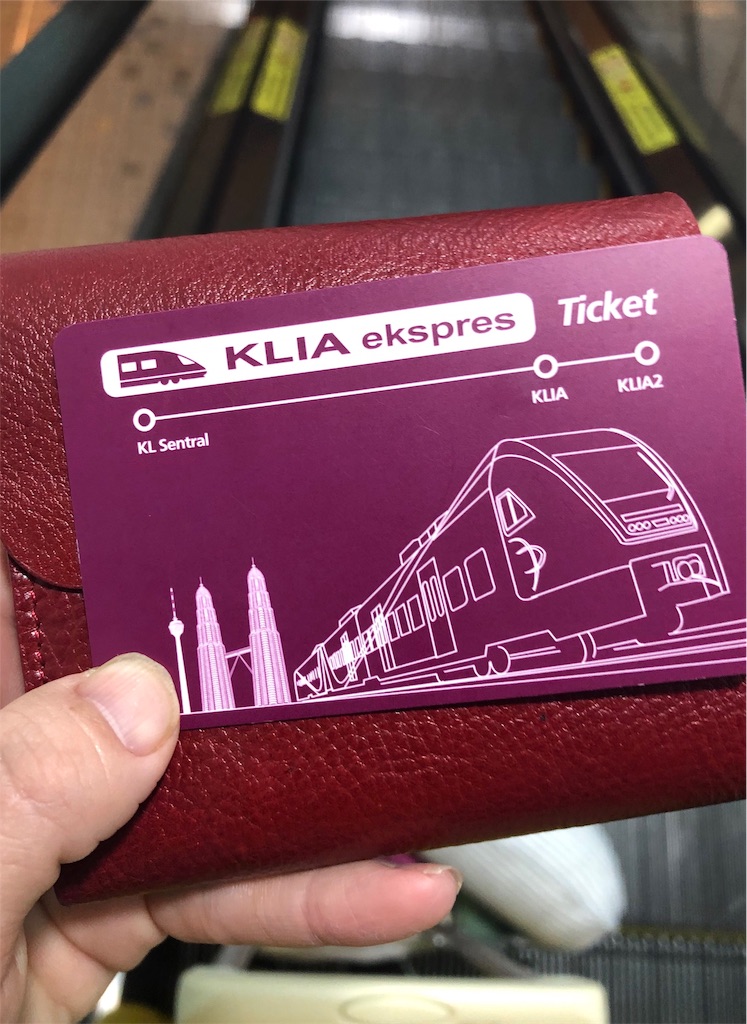 KLIA ekspres
Ticket
KL Sentral
KLIA
KLIA2